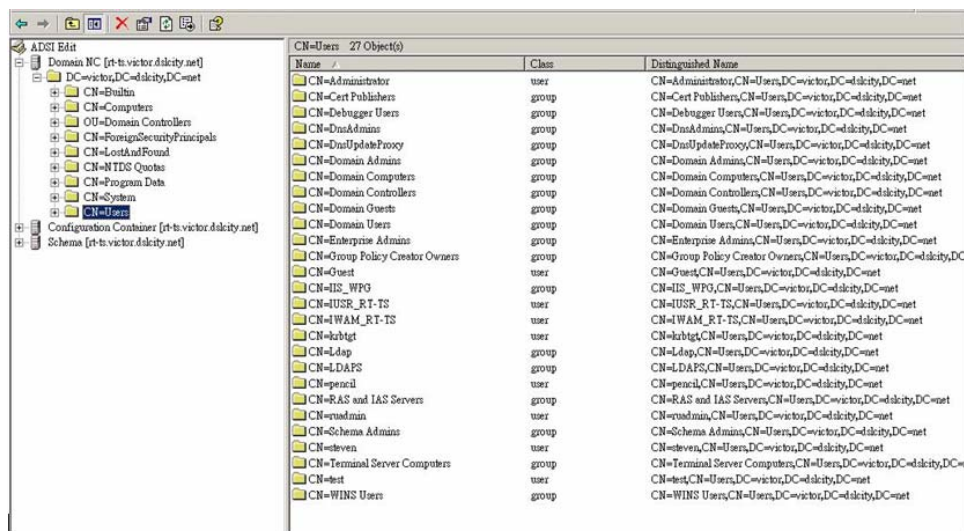 ADSI Edit
Domain NC [rt-ts.victor.dslcity.net]
DC=victor,DC=dslcity,DC=net
CN=Builtin
CN=Computers
OU=Domain Controllers
CN=ForeignSecurityPrincipals
CN=LostAndFound
CN=NTDS Quotas
CN=Program Data
CN=System
CN=Users
Configuration Container [rt-ts.victor.dslcity.net]
Schema [rt-ts.victor.dslcity.net]
CN=Users 27 Object(s)
Name Class Distinguished Name
CN=Administrator user CN=Administrator,CN=Users,DC=victor,DC=dslcity,DC=net
CN=Cert Publishers group CN=Cert Publishers,CN=Users,DC=victor,DC=dslcity,DC=net
CN=Debugger Users group CN=Debugger Users,CN=Users,DC=victor,DC=dslcity,DC=net
CN=DnsAdmins group CN=DnsAdmins,CN=Users,DC=victor,DC=dslcity,DC=net
CN=DnsUpdateProxy group CN=DnsUpdateProxy,CN=Users,DC=victor,DC=dslcity,DC=net
CN=Domain Admins group CN=Domain Admins,CN=Users,DC=victor,DC=dslcity,DC=net
CN=Domain Computers group CN=Domain Computers,CN=Users,DC=victor,DC=dslcity,DC=net
CN=Domain Controllers group CN=Domain Controllers,CN=Users,DC=victor,DC=dslcity,DC=net
CN=Domain Guests group CN=Domain Guests,CN=Users,DC=victor,DC=dslcity,DC=net
CN=Domain Users group CN=Domain Users,CN=Users,DC=victor,DC=dslcity,DC=net
CN=Enterprise Admins group CN=Enterprise Admins,CN=Users,DC=victor,DC=dslcity,DC=net
CN=Group Policy Creator Owners group CN=Group Policy Creator Owners,CN=Users,DC=victor,DC=dslcity,DC
CN=Guest user CN=Guest,CN=Users,DC=victor,DC=dslcity,DC=net
CN=IIS_WPG group CN=IIS_WPG,CN=Users,DC=victor,DC=dslcity,DC=net
CN=IUSR_RT-TS user CN=IUSR_RT-TS,CN=Users,DC=victor,DC=dslcity,DC=net
CN=IWAM_RT-TS user CN=IWAM_RT-TS,CN=Users,DC=victor,DC=dslcity,DC=net
CN=krbtgt user CN=krbtgt,CN=Users,DC=victor,DC=dslcity,DC=net
CN=Ldap group CN=Ldap,CN=Users,DC=victor,DC=dslcity,DC=net
CN=LDAPS group CN=LDAPS,CN=Users,DC=victor,DC=dslcity,DC=net
CN=pencil user CN=pencil,CN=Users,DC=victor,DC=dslcity,DC=net
CN=RAS and IAS Servers group CN=RAS and IAS Servers,CN=Users,DC=victor,DC=dslcity,DC=net
CN=ruadmin user CN=ruadmin,CN=Users,DC=victor,DC=dslcity,DC=net
CN=Schema Admins group CN=Schema Admins,CN=Users,DC=victor,DC=dslcity,DC=net
CN=steven user CN=steven,CN=Users,DC=victor,DC=dslcity,DC=net
CN=Terminal Server Computers group CN=Terminal Server Computers,CN=Users,DC=victor,DC=dslcity,DC=
CN=test user CN=test,CN=Users,DC=victor,DC=dslcity,DC=net
CN=WINS Users group CN=WINS Users,CN=Users,DC=victor,DC=dslcity,DC=net